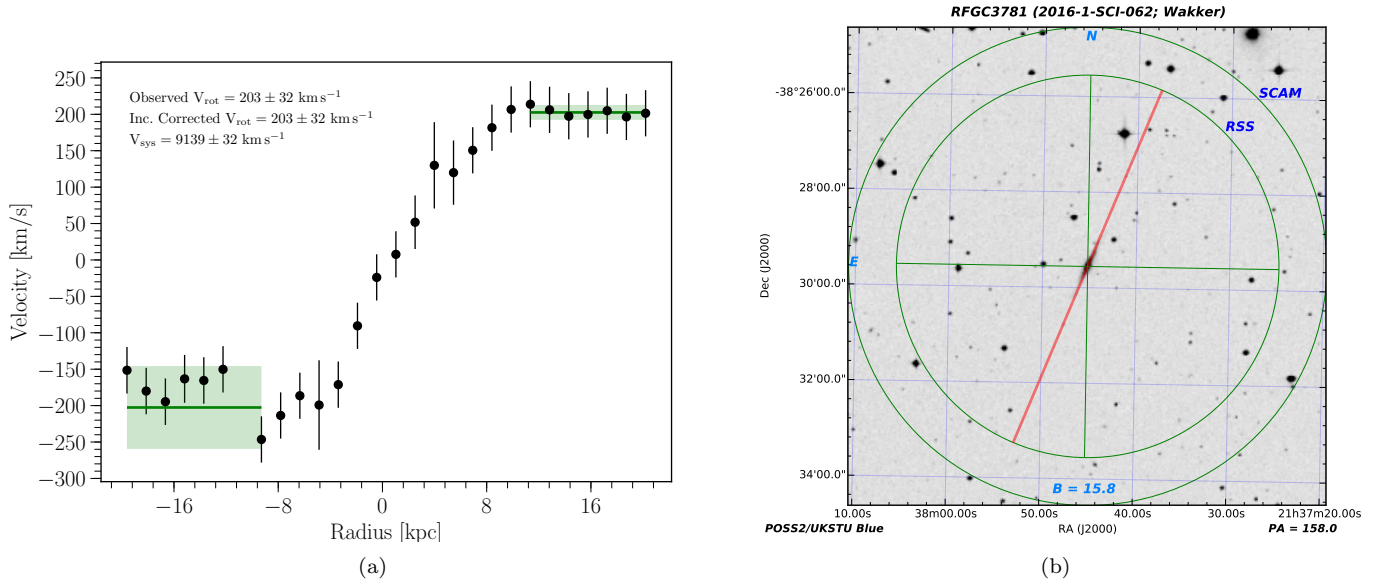 Observed V_rot = 203 ± 32 km s^−1
Inc. Corrected V_rot = 203 ± 32 km s^−1
V_sys = 9139 ± 32 km s^−1
250
200
150
100
50
0
−50
−100
−150
−200
−250
−300
Velocity [km/s]
−16 −8 0 8 16
Radius [kpc]
(a)
RFGC3781 (2016-1-SCI-062; Wakker)
N
SCAM
RSS
E
B = 15.8
-38°26'00.0"
28'00.0"
30'00.0"
32'00.0"
34'00.0"
Dec (J2000)
10.00s 38m00.00s 50.00s 40.00s 30.00s 21h37m20.00s
POSS2/UKSTU Blue RA (J2000) PA = 158.0
(b)